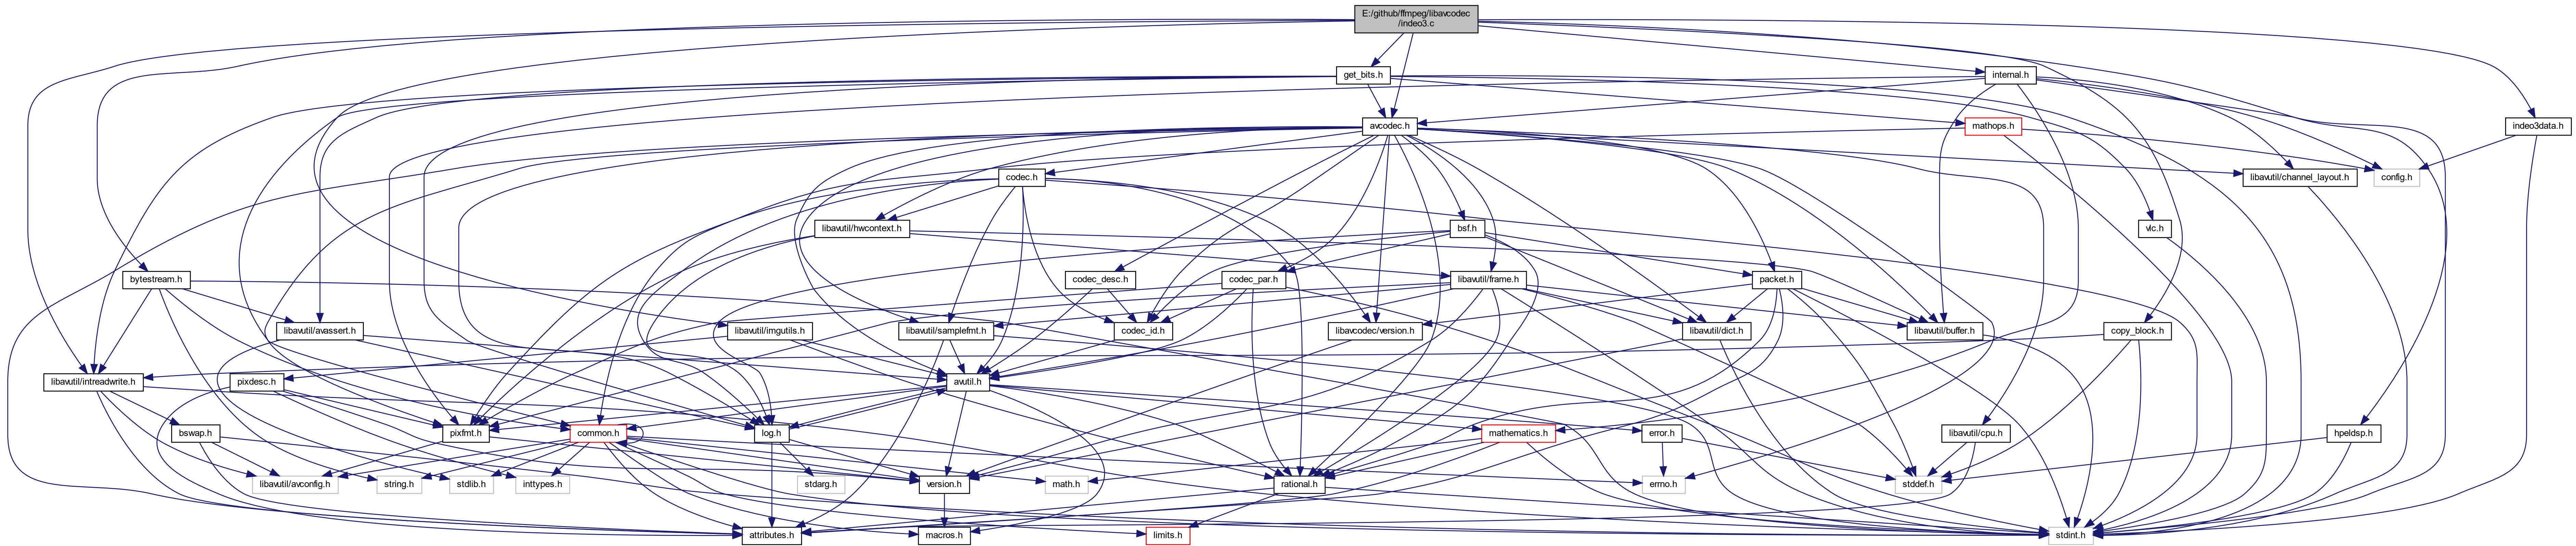 E:/github/ffmpeg/libavcodec
/indeo3.c
get_bits.h
internal.h
avcodec.h
mathops.h
indeo3data.h
codec.h
libavutil/channel_layout.h
config.h
libavutil/hwcontext.h
bsf.h
vlc.h
bytestream.h
codec_desc.h
codec_par.h
libavutil/frame.h
packet.h
libavutil/avassert.h
libavutil/imgutils.h
libavutil/samplefmt.h
codec_id.h
libavcodec/version.h
libavutil/dict.h
libavutil/buffer.h
copy_block.h
libavutil/intreadwrite.h
pixdesc.h
avutil.h
bswap.h
pixfmt.h
common.h
log.h
mathematics.h
error.h
libavutil/cpu.h
hpeldsp.h
libavutil/avconfig.h
string.h
stdlib.h
inttypes.h
stdarg.h
version.h
math.h
rational.h
errno.h
stddef.h
attributes.h
macros.h
limits.h
stdint.h